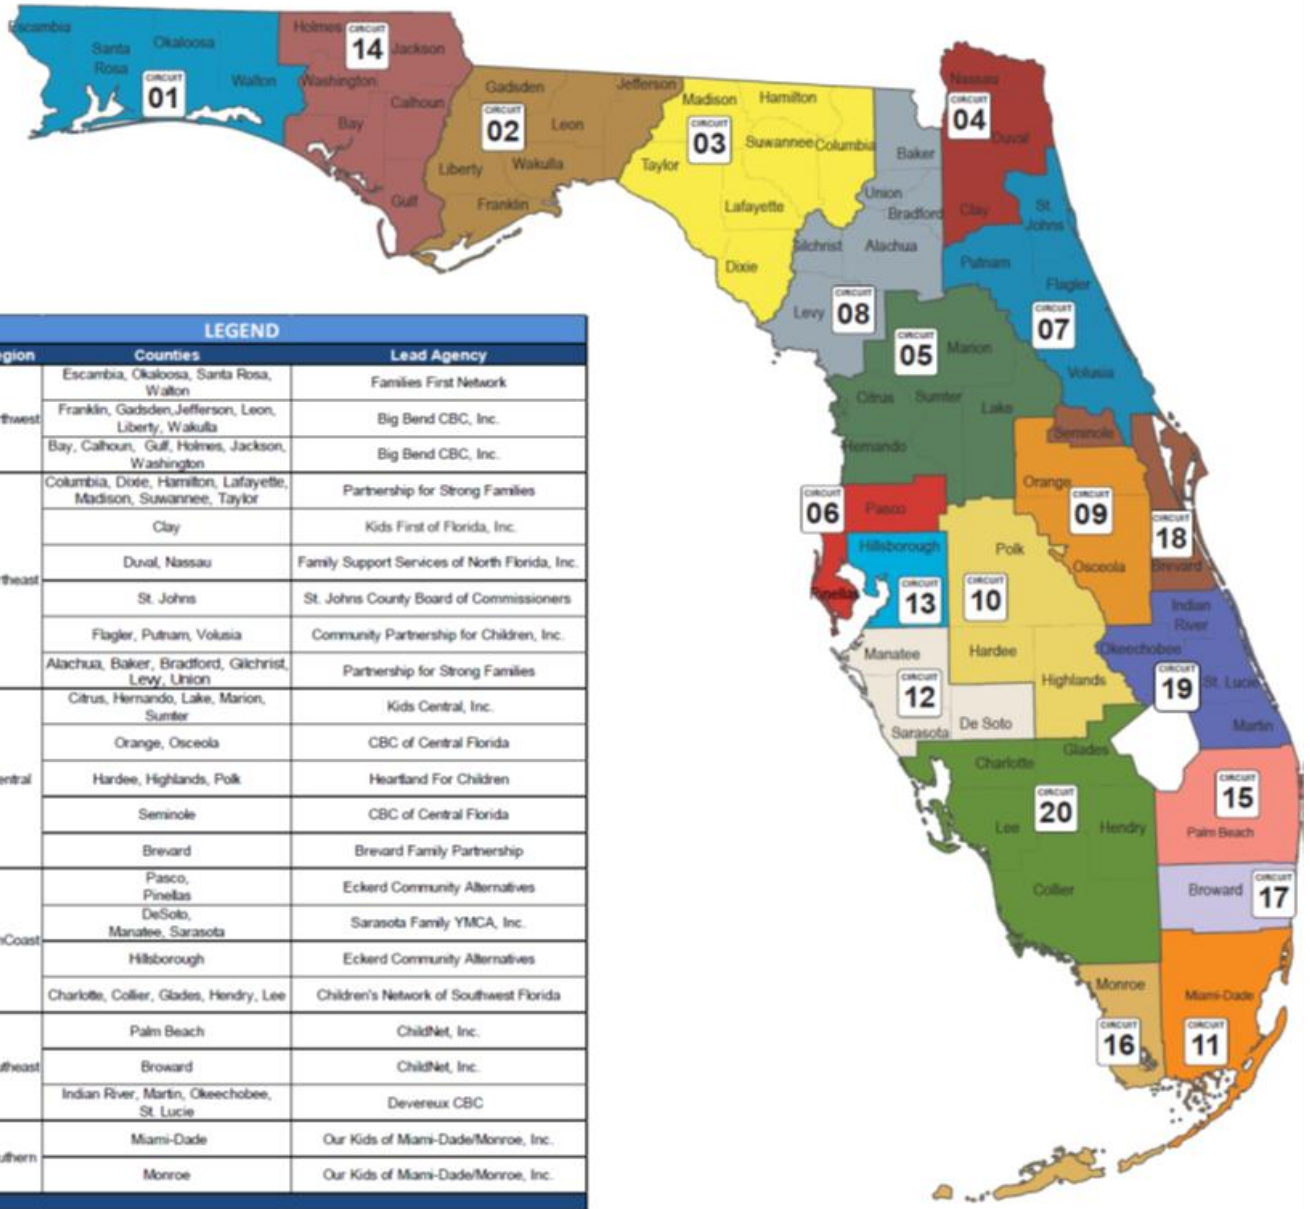 Escambia
Santa
Rosa
Okaloosa
Walton
CIRCUIT
01
Holmes
CIRCUIT
14
Jackson
Washington
Calhoun
Bay
Gulf
Gadsden
Jefferson
CIRCUIT
02
Leon
Liberty
Wakulla
Franklin
Madison
Hamilton
CIRCUIT
03
Suwannee
Columbia
Taylor
Lafayette
Dixie
Nassau
CIRCUIT
04
Duval
Clay
Baker
Union
Bradford
Gilchrist
Alachua
Levy
CIRCUIT
08
St.
Johns
Putnam
Flagler
CIRCUIT
07
Volusia
CIRCUIT
05
Marion
Citrus
Sumter
Lake
Hernando
CIRCUIT
06
Pasco
Pinellas
Seminole
Orange
CIRCUIT
09
Osceola
CIRCUIT
18
Brevard
Hillsborough
CIRCUIT
13
Polk
CIRCUIT
10
Hardee
Highlands
Manatee
CIRCUIT
12
Sarasota
De Soto
Indian
River
Okeechobee
CIRCUIT
19
St. Lucie
Martin
Charlotte
Glades
CIRCUIT
20
Lee
Hendry
Collier
CIRCUIT
15
Palm Beach
Broward
CIRCUIT
17
Monroe
CIRCUIT
16
Miami-Dade
CIRCUIT
11
LEGEND
egion Counties Lead Agency
Escambia, Okaloosa, Santa Rosa,
Walton
Families First Network
thwest
Franklin, Gadsden,Jefferson, Leon,
Liberty, Wakulla
Big Bend CBC, Inc.
Bay, Calhoun, Gulf, Holmes, Jackson,
Washington
Big Bend CBC, Inc.
Columbia, Dixie, Hamilton, Lafayette,
Madison, Suwannee, Taylor
Partnership for Strong Families
Clay Kids First of Florida, Inc.
theast
Duval, Nassau Family Support Services of North Florida, Inc.
St. Johns St. Johns County Board of Commissioners
Flagler, Putnam, Volusia Community Partnership for Children, Inc.
Alachua, Baker, Bradford, Gilchrist,
Levy, Union
Partnership for Strong Families
Citrus, Hernando, Lake, Marion,
Sumter
Kids Central, Inc.
Orange, Osceola CBC of Central Florida
entral Hardee, Highlands, Polk Heartland For Children
Seminole CBC of Central Florida
Brevard Brevard Family Partnership
Pasco,
Pinellas
Eckerd Community Alternatives
DeSoto,
Manatee, Sarasota
Sarasota Family YMCA, Inc.
nCoast
Hillsborough Eckerd Community Alternatives
Charlotte, Collier, Glades, Hendry, Lee Children's Network of Southwest Florida
Palm Beach ChildNet, Inc.
theast Broward ChildNet, Inc.
Indian River, Martin, Okeechobee,
St. Lucie
Devereux CBC
Miami-Dade Our Kids of Miami-Dade/Monroe, Inc.
uthern
Monroe Our Kids of Miami-Dade/Monroe, Inc.